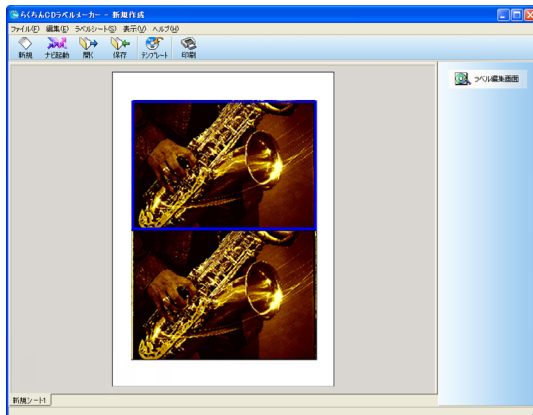 らくちんCDラベルメーカー - 新規作成
ファイル(F) 編集(E) ラベルシート(S) 表示(V) ヘルプ(H)
新規 ナビ起動 開く 保存 テンプレート 印刷
ラベル編集画面
新規シート1